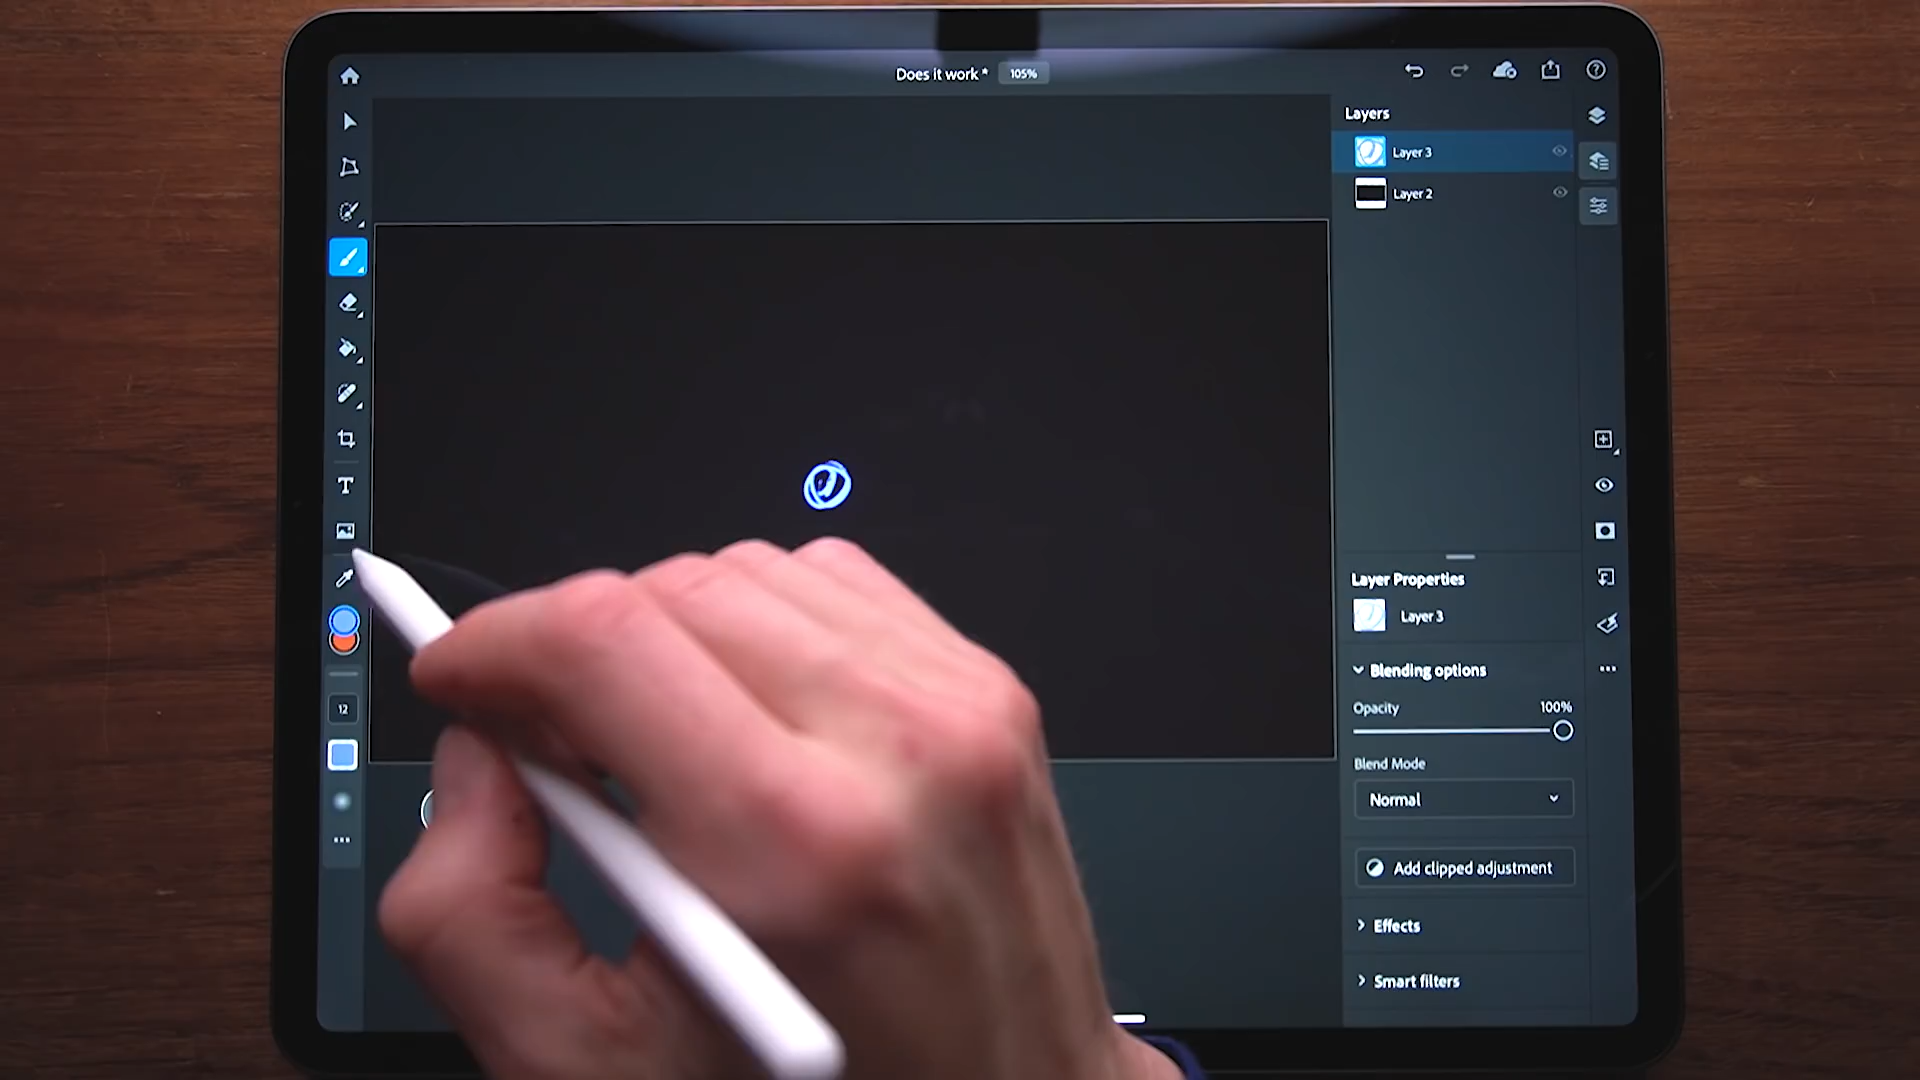 Does it work *
105%
Layers
Layer 3
Layer 2
T
12
Layer Properties
Layer 3
Blending options
Opacity
100%
Blend Mode
Normal
Add clipped adjustment
Effects
Smart filters